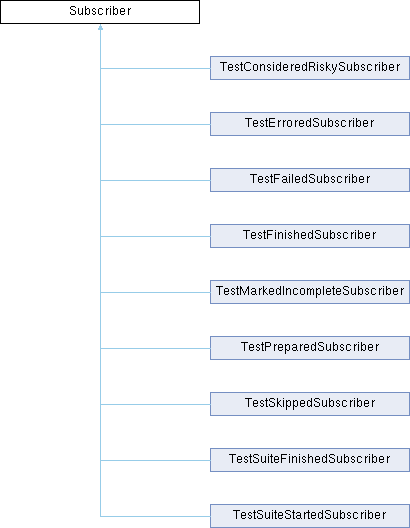 Subscriber
TestConsideredRiskySubscriber
TestErroredSubscriber
TestFailedSubscriber
TestFinishedSubscriber
TestMarkedIncompleteSubscriber
TestPreparedSubscriber
TestSkippedSubscriber
TestSuiteFinishedSubscriber
TestSuiteStartedSubscriber